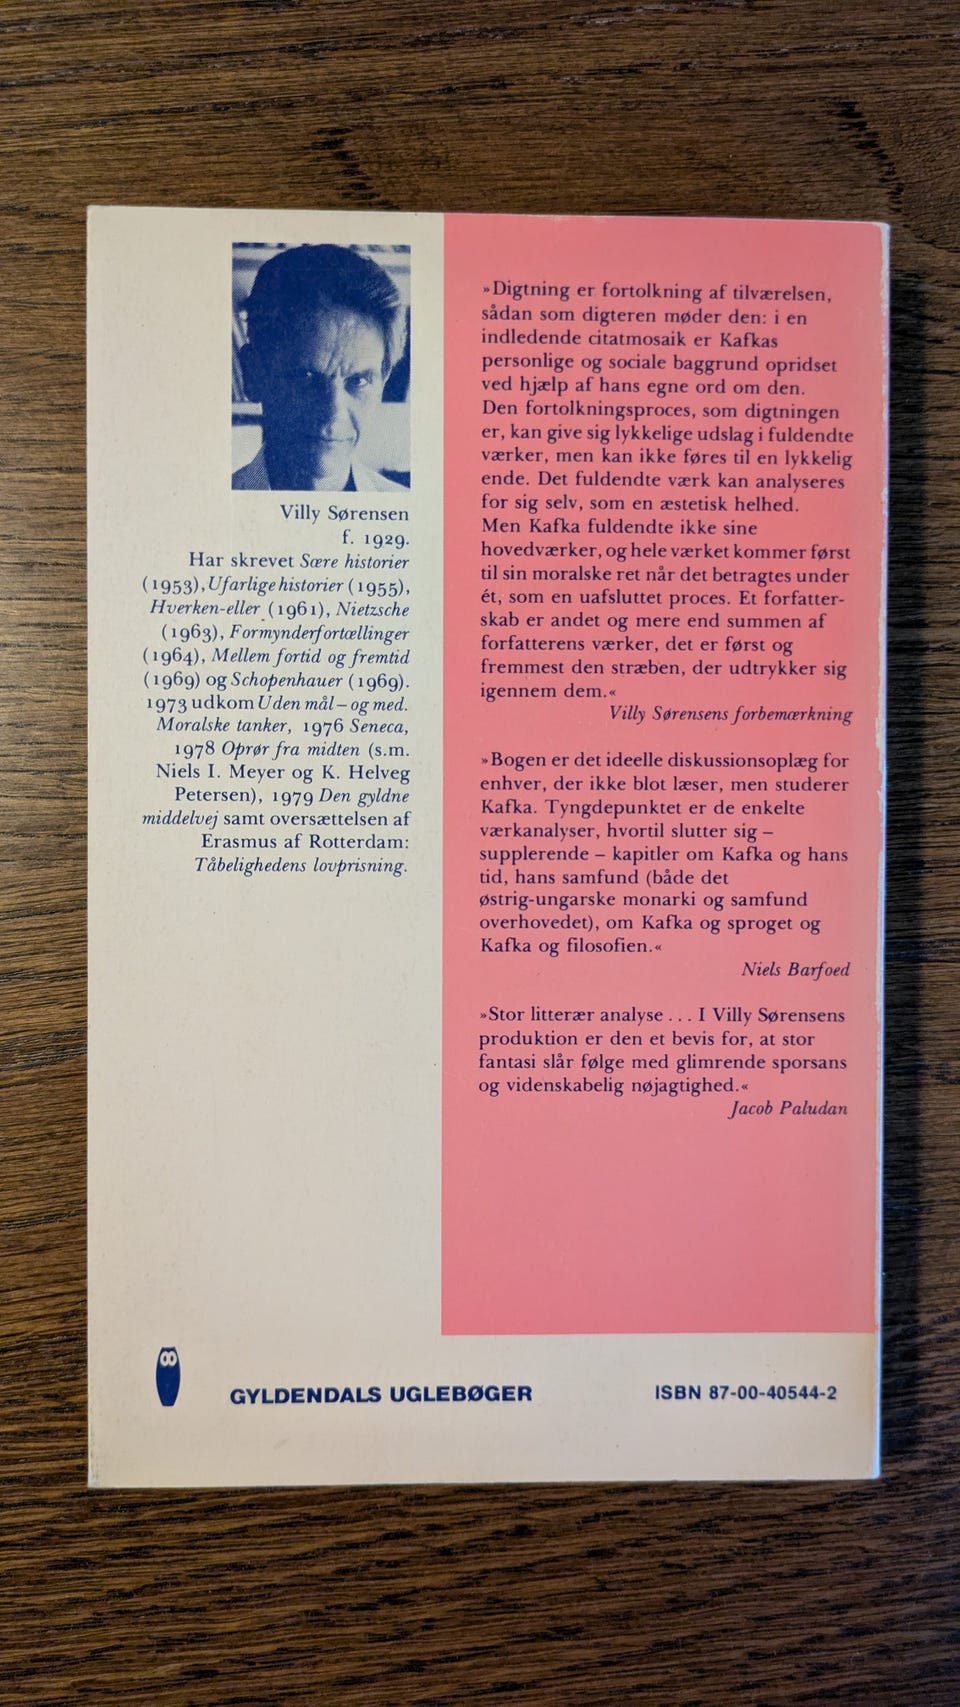 Villy Sørensen
f. 1929.
Har skrevet Sære historier
(1953), Ufarlige historier (1955),
Hverken-eller (1961), Nietzsche
(1963), Formynderfortællinger
(1964), Mellem fortid og fremtid
(1969) og Schopenhauer (1969).
1973 udkom Uden mål – og med.
Moralske tanker, 1976 Seneca,
1978 Oprør fra midten (s.m.
Niels I. Meyer og K. Helveg
Petersen), 1979 Den gyldne
middelvej samt oversættelsen af
Erasmus af Rotterdam:
Tåbelighedens lovprisning.
»Digtning er fortolkning af tilværelsen,
sådan som digteren møder den: i en
indledende citatmosaik er Kafkas
personlige og sociale baggrund opridset
ved hjælp af hans egne ord om den.
Den fortolkningsproces, som digtningen
er, kan give sig lykkelige udslag i fuldendte
værker, men kan ikke føres til en lykkelig
ende. Det fuldendte værk kan analyseres
for sig selv, som en æstetisk helhed.
Men Kafka fuldendte ikke sine
hovedværker, og hele værket kommer først
til sin moralske ret når det betragtes under
ét, som en uafsluttet proces. Et forfatter-
skab er andet og mere end summen af
forfatterens værker, det er først og
fremmest den stræben, der udtrykker sig
igennem dem.«
Villy Sørensens forbemærkning
»Bogen er det ideelle diskussionsoplæg for
enhver, der ikke blot læser, men studerer
Kafka. Tyngdepunktet er de enkelte
værkanalyser, hvortil slutter sig –
supplerende – kapitler om Kafka og hans
tid, hans samfund (både det
østrig-ungarske monarki og samfund
overhovedet), om Kafka og sproget og
Kafka og filosofien.«
Niels Barfoed
»Stor litterær analyse . . . I Villy Sørensens
produktion er den et bevis for, at stor
fantasi slår følge med glimrende sporsans
og videnskabelig nøjagtighed.«
Jacob Paludan
GYLDENDALS UGLEBØGER
ISBN 87-00-40544-2